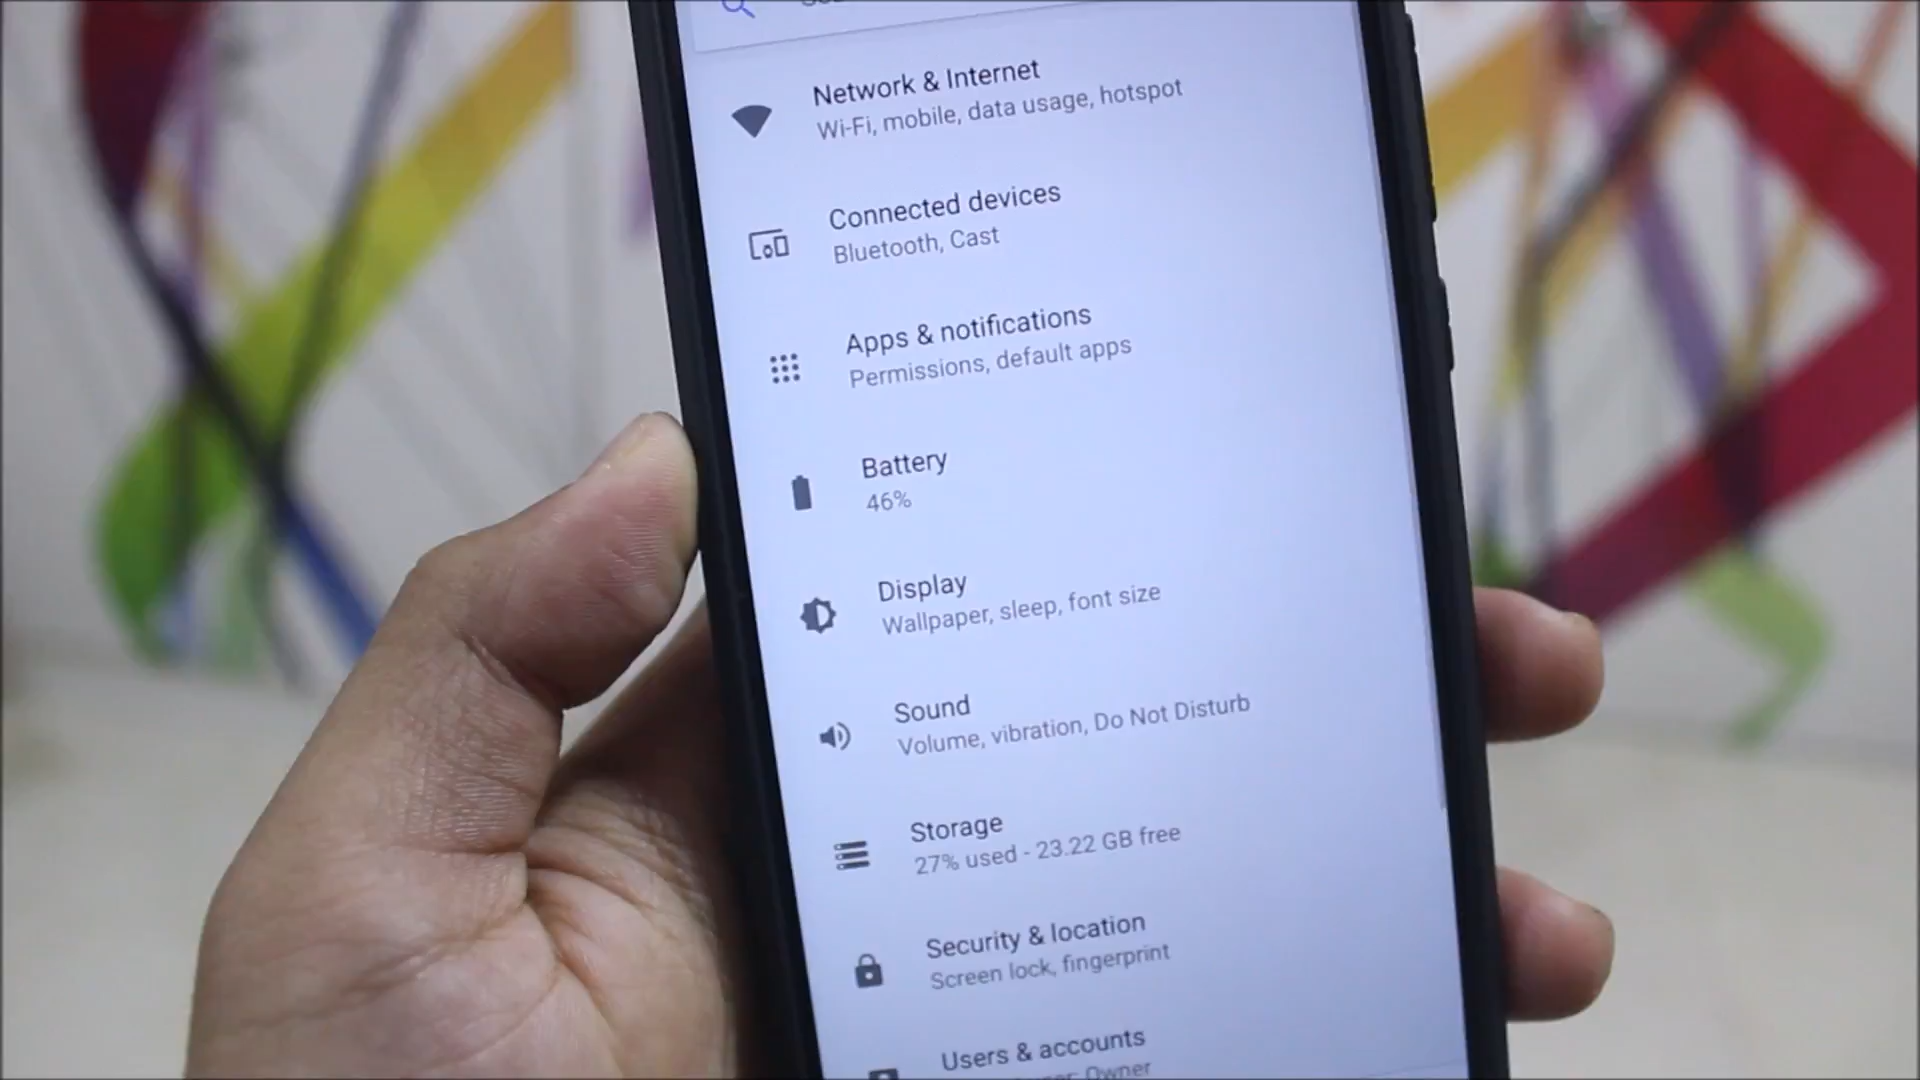 Network & Internet
Wi-Fi, mobile, data usage, hotspot
Connected devices
Bluetooth, Cast
Apps & notifications
Permissions, default apps
Battery
46%
Display
Wallpaper, sleep, font size
Sound
Volume, vibration, Do Not Disturb
Storage
27% used - 23.22 GB free
Security & location
Screen lock, fingerprint
Users & accounts
Owner